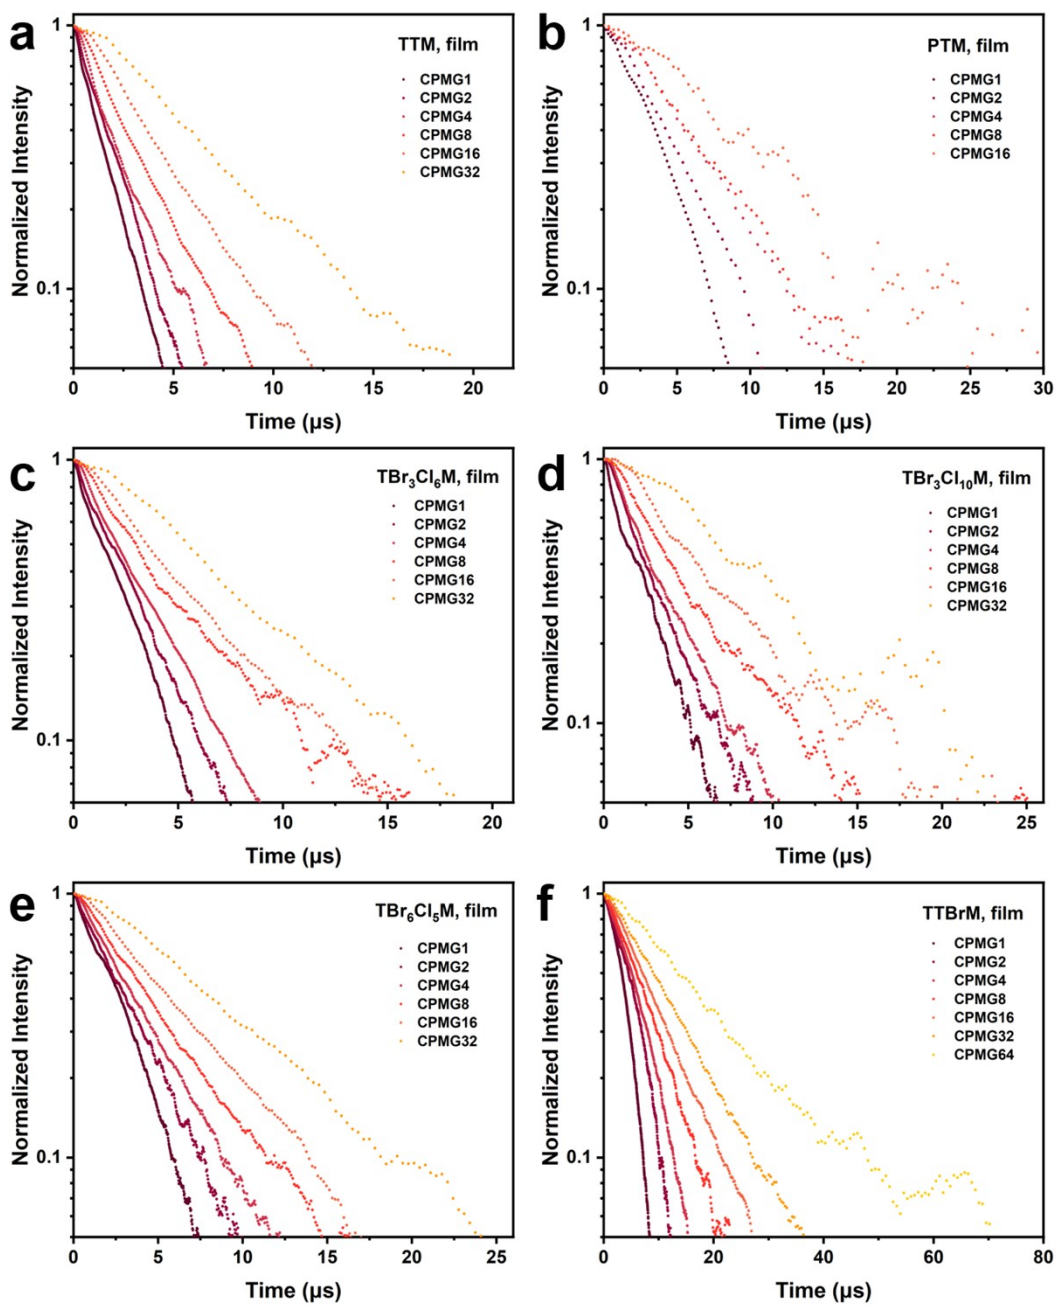 a
TTM, film
CPMG1
CPMG2
CPMG4
CPMG8
CPMG16
CPMG32
1
0.1
Normalized Intensity
0 5 10 15 20
Time (μs)
b
PTM, film
CPMG1
CPMG2
CPMG4
CPMG8
CPMG16
1
0.1
Normalized Intensity
0 5 10 15 20 25 30
Time (μs)
c
TBr₃Cl₆M, film
CPMG1
CPMG2
CPMG4
CPMG8
CPMG16
CPMG32
1
0.1
Normalized Intensity
0 5 10 15 20
Time (μs)
d
TBr₃Cl₁₀M, film
CPMG1
CPMG2
CPMG4
CPMG8
CPMG16
CPMG32
1
0.1
Normalized Intensity
0 5 10 15 20 25
Time (μs)
e
TBr₆Cl₅M, film
CPMG1
CPMG2
CPMG4
CPMG8
CPMG16
CPMG32
1
0.1
Normalized Intensity
0 5 10 15 20 25
Time (μs)
f
TTBrM, film
CPMG1
CPMG2
CPMG4
CPMG8
CPMG16
CPMG32
CPMG64
1
0.1
Normalized Intensity
0 20 40 60 80
Time (μs)